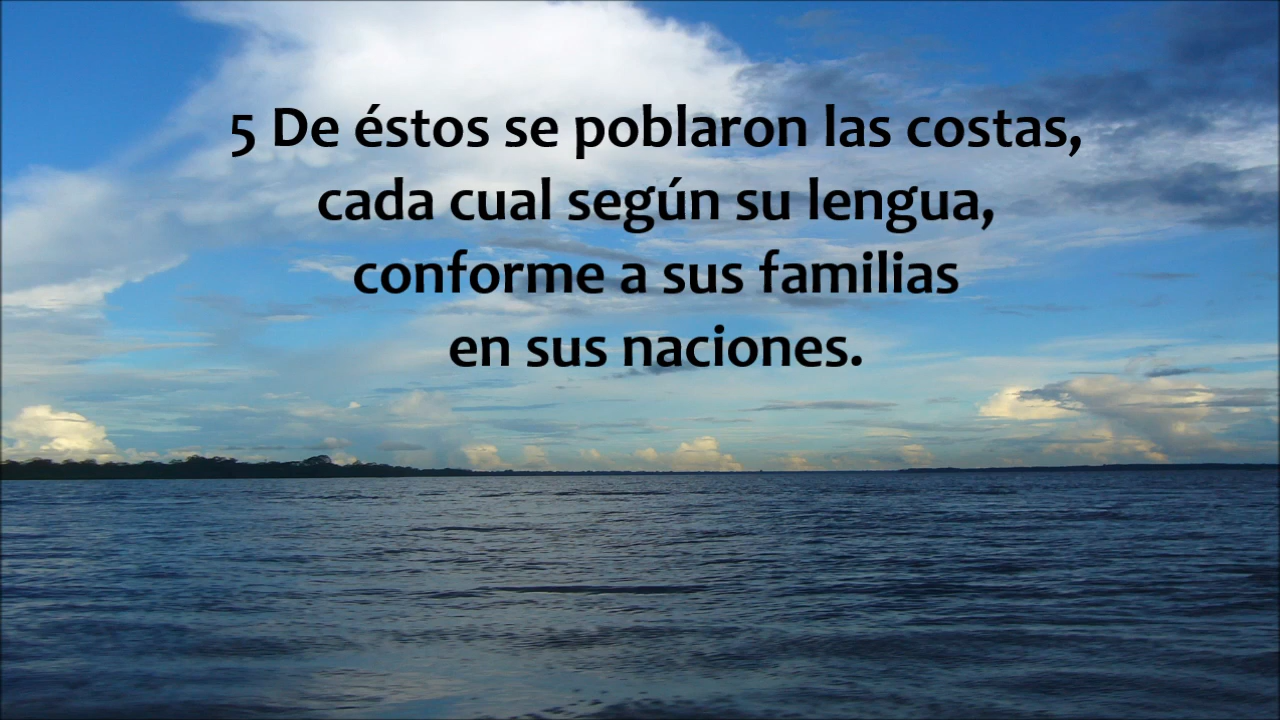 5 De éstos se poblaron las costas,
cada cual según su lengua,
conforme a sus familias
en sus naciones.